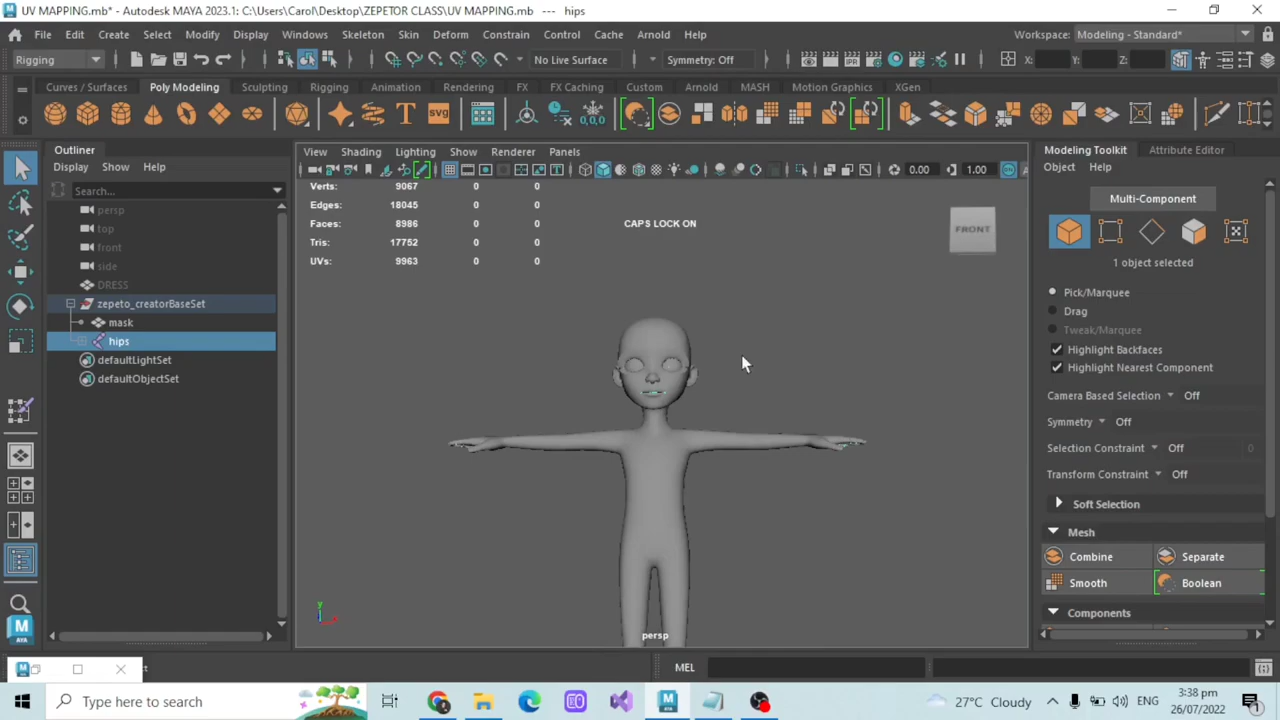 UV MAPPING.mb* - Autodesk MAYA 2023.1: C:\Users\Carol\Desktop\ZEPETOR CLASS\UV MAPPING.mb --- hips
File Edit Create Select Modify Display Windows Skeleton Skin Deform Constrain Control Cache Arnold Help
Workspace: Modeling - Standard*
Rigging No Live Surface Symmetry: Off X: Y: Z:
Curves / Surfaces Poly Modeling Sculpting Rigging Animation Rendering FX FX Caching Custom Arnold MASH Motion Graphics XGen
SVG 0,0,0
Outliner
Display Show Help
Search...
persp
top
front
side
DRESS
zepeto_creatorBaseSet
mask
hips
defaultLightSet
defaultObjectSet
View Shading Lighting Show Renderer Panels
0.00 1.00
Verts: 9067 0 0
Edges: 18045 0 0
Faces: 8986 0 0
Tris: 17752 0 0
UVs: 9963 0 0
CAPS LOCK ON
FRONT
y
persp
Modeling Toolkit Attribute Editor
Object Help
Multi-Component
1 object selected
Pick/Marquee
Drag
Tweak/Marquee
Highlight Backfaces
Highlight Nearest Component
Camera Based Selection Off
Symmetry Off
Selection Constraint Off 0
Transform Constraint Off
Soft Selection
Mesh
Combine Separate
Smooth Boolean
Components
M
MAYA
MEL
Type here to search
27°C Cloudy ENG 3:38 pm
26/07/2022